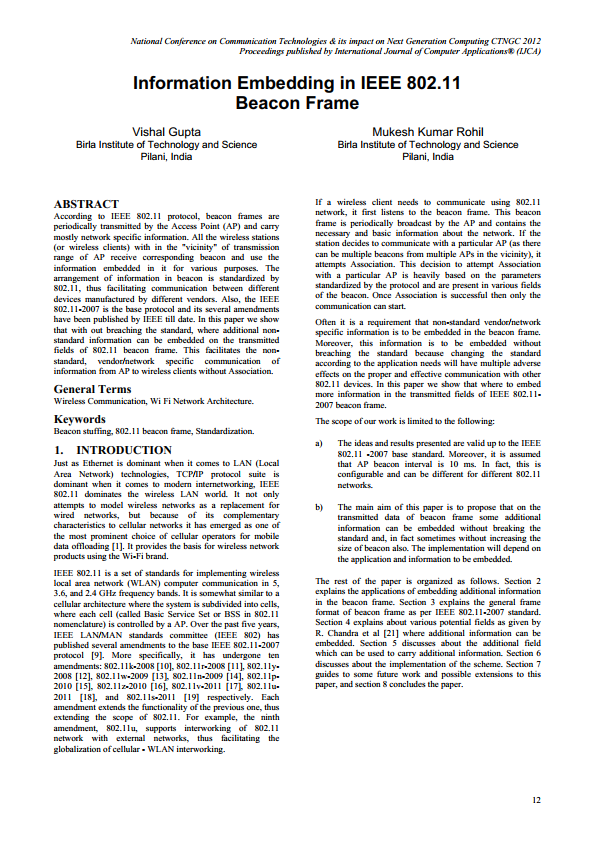 National Conference on Communication Technologies & its impact on Next Generation Computing CTNGC 2012
Proceedings published by International Journal of Computer Applications® (IJCA)
Information Embedding in IEEE 802.11
Beacon Frame
Vishal Gupta
Birla Institute of Technology and Science
Pilani, India
Mukesh Kumar Rohil
Birla Institute of Technology and Science
Pilani, India
ABSTRACT
According to IEEE 802.11 protocol, beacon frames are
periodically transmitted by the Access Point (AP) and carry
mostly network specific information. All the wireless stations
(or wireless clients) with in the "vicinity" of transmission
range of AP receive corresponding beacon and use the
information embedded in it for various purposes. The
arrangement of information in beacon is standardized by
802.11, thus facilitating communication between different
devices manufactured by different vendors. Also, the IEEE
802.11-2007 is the base protocol and its several amendments
have been published by IEEE till date. In this paper we show
that with out breaching the standard, where additional non-
standard information can be embedded on the transmitted
fields of 802.11 beacon frame. This facilitates the non-
standard, vendor/network specific communication of
information from AP to wireless clients without Association.
General Terms
Wireless Communication, Wi Fi Network Architecture.
Keywords
Beacon stuffing, 802.11 beacon frame, Standardization.
1. INTRODUCTION
Just as Ethernet is dominant when it comes to LAN (Local
Area Network) technologies, TCP/IP protocol suite is
dominant when it comes to modern internetworking, IEEE
802.11 dominates the wireless LAN world. It not only
attempts to model wireless networks as a replacement for
wired networks, but because of its complementary
characteristics to cellular networks it has emerged as one of
the most prominent choice of cellular operators for mobile
data offloading [1]. It provides the basis for wireless network
products using the Wi-Fi brand.
IEEE 802.11 is a set of standards for implementing wireless
local area network (WLAN) computer communication in 5,
3.6, and 2.4 GHz frequency bands. It is somewhat similar to a
cellular architecture where the system is subdivided into cells,
where each cell (called Basic Service Set or BSS in 802.11
nomenclature) is controlled by a AP. Over the past five years,
IEEE LAN/MAN standards committee (IEEE 802) has
published several amendments to the base IEEE 802.11-2007
protocol [9]. More specifically, it has undergone ten
amendments: 802.11k-2008 [10], 802.11r-2008 [11], 802.11y-
2008 [12], 802.11w-2009 [13], 802.11n-2009 [14], 802.11p-
2010 [15], 802.11z-2010 [16], 802.11v-2011 [17], 802.11u-
2011 [18], and 802.11s-2011 [19] respectively. Each
amendment extends the functionality of the previous one, thus
extending the scope of 802.11. For example, the ninth
amendment, 802.11u, supports interworking of 802.11
network with external networks, thus facilitating the
globalization of cellular - WLAN interworking.
If a wireless client needs to communicate using 802.11
network, it first listens to the beacon frame. This beacon
frame is periodically broadcast by the AP and contains the
necessary and basic information about the network. If the
station decides to communicate with a particular AP (as there
can be multiple beacons from multiple APs in the vicinity), it
attempts Association. This decision to attempt Association
with a particular AP is heavily based on the parameters
standardized by the protocol and are present in various fields
of the beacon. Once Association is successful then only the
communication can start.
Often it is a requirement that non-standard vendor/network
specific information is to be embedded in the beacon frame.
Moreover, this information is to be embedded without
breaching the standard because changing the standard
according to the application needs will have multiple adverse
effects on the proper and effective communication with other
802.11 devices. In this paper we show that where to embed
more information in the transmitted fields of IEEE 802.11-
2007 beacon frame.
The scope of our work is limited to the following:
a) The ideas and results presented are valid up to the IEEE
802.11 -2007 base standard. Moreover, it is assumed
that AP beacon interval is 10 ms. In fact, this is
configurable and can be different for different 802.11
networks.
b) The main aim of this paper is to propose that on the
transmitted data of beacon frame some additional
information can be embedded without breaking the
standard and, in fact sometimes without increasing the
size of beacon also. The implementation will depend on
the application and information to be embedded.
The rest of the paper is organized as follows. Section 2
explains the applications of embedding additional information
in the beacon frame. Section 3 explains the general frame
format of beacon frame as per IEEE 802.11-2007 standard.
Section 4 explains about various potential fields as given by
R. Chandra et al [21] where additional information can be
embedded. Section 5 discusses about the additional field
which can be used to carry additional information. Section 6
discusses about the implementation of the scheme. Section 7
guides to some future work and possible extensions to this
paper, and section 8 concludes the paper.
12